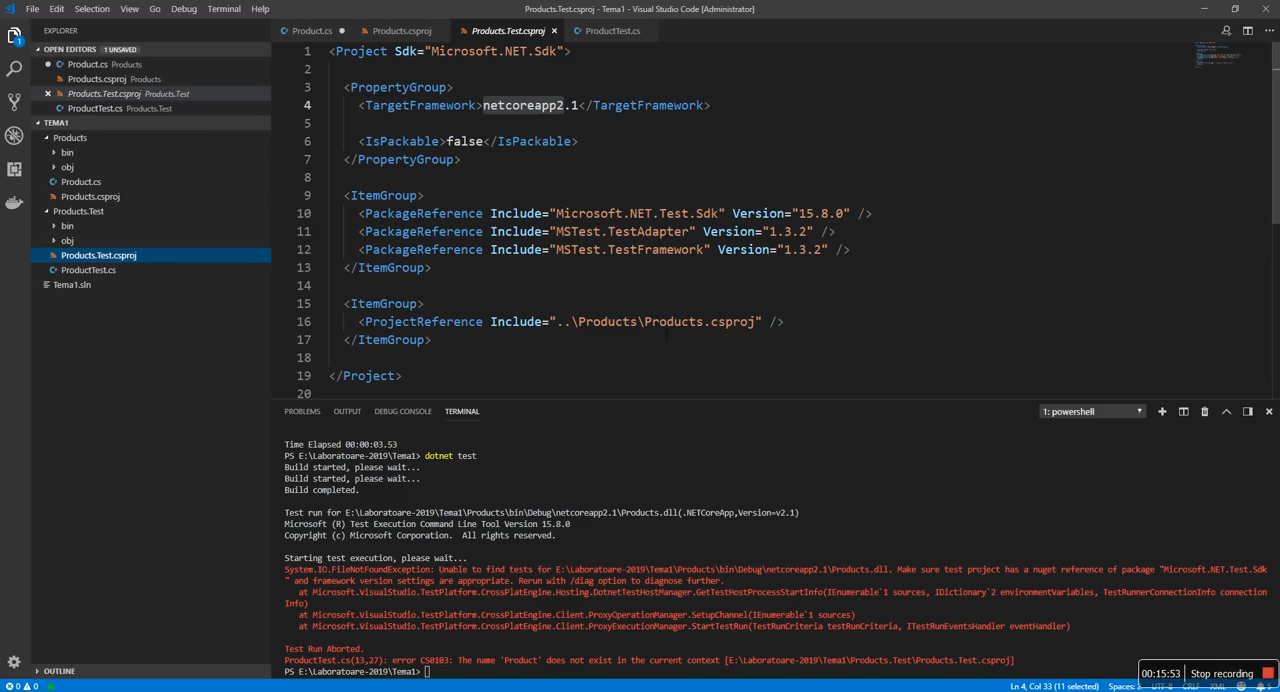 File Edit Selection View Go Debug Terminal Help
Products.Test.csproj - Tema1 - Visual Studio Code [Administrator]
EXPLORER
OPEN EDITORS 1 UNSAVED
Product.cs Products
Products.csproj Products
Products.Test.csproj Products.Test
ProductTest.cs Products.Test
TEMA1
Products
bin
obj
Product.cs
Products.csproj
Products.Test
bin
obj
Products.Test.csproj
ProductTest.cs
Tema1.sln
OUTLINE
1
Product.cs Products.csproj Products.Test.csproj ProductTest.cs
1 <Project Sdk="Microsoft.NET.Sdk">
2
3 <PropertyGroup>
4 <TargetFramework>netcoreapp2.1</TargetFramework>
5
6 <IsPackable>false</IsPackable>
7 </PropertyGroup>
8
9 <ItemGroup>
10 <PackageReference Include="Microsoft.NET.Test.Sdk" Version="15.8.0" />
11 <PackageReference Include="MSTest.TestAdapter" Version="1.3.2" />
12 <PackageReference Include="MSTest.TestFramework" Version="1.3.2" />
13 </ItemGroup>
14
15 <ItemGroup>
16 <ProjectReference Include="..\Products\Products.csproj" />
17 </ItemGroup>
18
19 </Project>
20
PROBLEMS OUTPUT DEBUG CONSOLE TERMINAL
1: powershell
Time Elapsed 00:00:03.53
PS E:\Laboratoare-2019\Tema1> dotnet test
Build started, please wait...
Build started, please wait...
Build completed.
Test run for E:\Laboratoare-2019\Tema1\Products\bin\Debug\netcoreapp2.1\Products.dll(.NETCoreApp,Version=v2.1)
Microsoft (R) Test Execution Command Line Tool Version 15.8.0
Copyright (c) Microsoft Corporation. All rights reserved.
Starting test execution, please wait...
System.IO.FileNotFoundException: Unable to find tests for E:\Laboratoare-2019\Tema1\Products\bin\Debug\netcoreapp2.1\Products.dll. Make sure test project has a nuget reference of package "Microsoft.NET.Test.Sdk
" and framework version settings are appropriate. Rerun with /diag option to diagnose further.
at Microsoft.VisualStudio.TestPlatform.CrossPlatEngine.Hosting.DotnetTestHostManager.GetTestHostProcessStartInfo(IEnumerable`1 sources, IDictionary`2 environmentVariables, TestRunnerConnectionInfo connection
Info)
at Microsoft.VisualStudio.TestPlatform.CrossPlatEngine.Client.ProxyOperationManager.SetupChannel(IEnumerable`1 sources)
at Microsoft.VisualStudio.TestPlatform.CrossPlatEngine.Client.ProxyExecutionManager.StartTestRun(TestRunCriteria testRunCriteria, ITestRunEventsHandler eventHandler)
Test Run Aborted.
ProductTest.cs(13,27): error CS0103: The name 'Product' does not exist in the current context [E:\Laboratoare-2019\Tema1\Products.Test\Products.Test.csproj]
PS E:\Laboratoare-2019\Tema1>
00:15:53 Stop recording
0 0
Ln 4, Col 33 (11 selected) Spaces: 2 UTF-8 CRLF XML